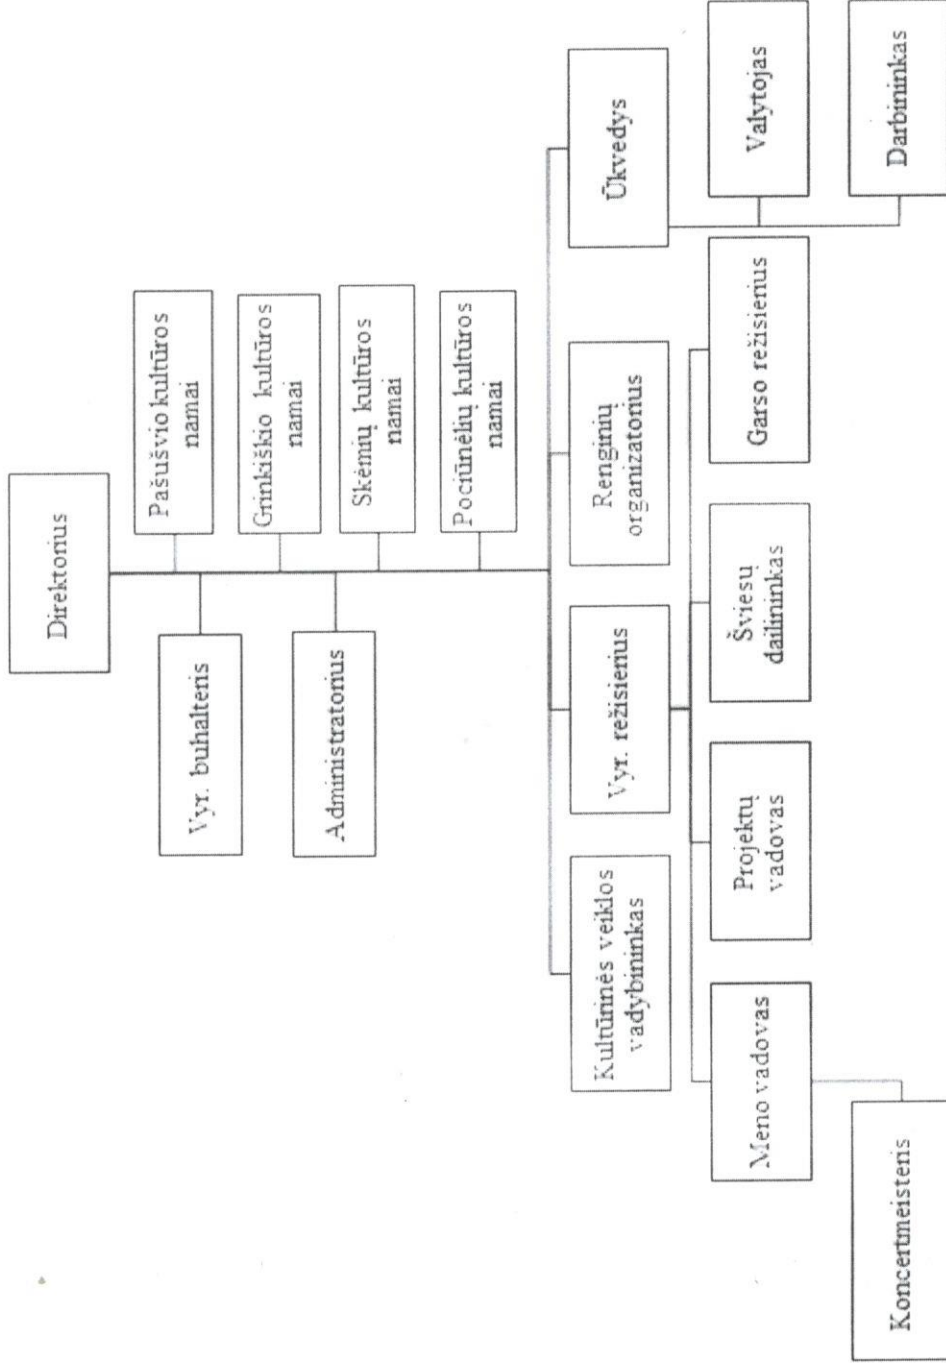 Direktorius
Vyr. buhalteris
Administratorius
Pašušvio kultūros
namai
Grinkiškio kultūros
namai
Skėmių kultūros
namai
Pociūnėlių kultūros
namai
Kultūrinės veiklos
vadybininkas
Vyr. režisierius
Renginių
organizatorius
Ūkvedys
Meno vadovas
Projektų
vadovas
Šviesų
dailininkas
Garso režisierius
Valytojas
Koncertmeisteris
Darbininkas